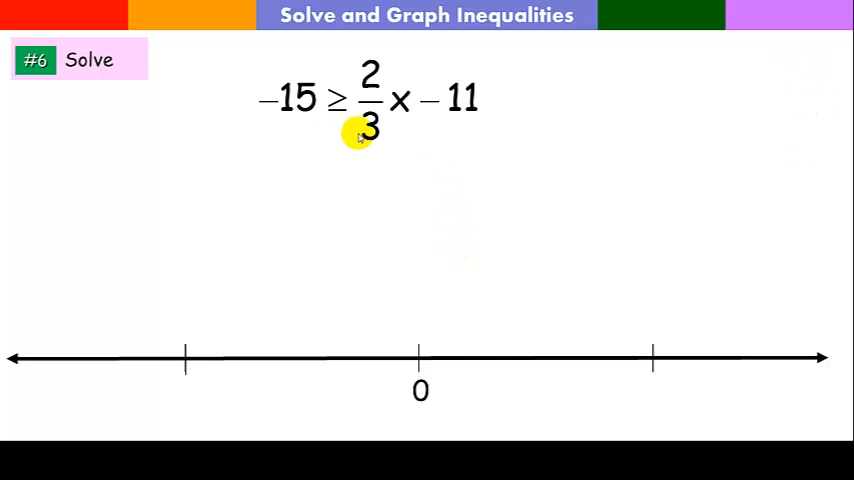 Solve and Graph Inequalities
#6 Solve
−15 ≥ 2/3 x − 11
0